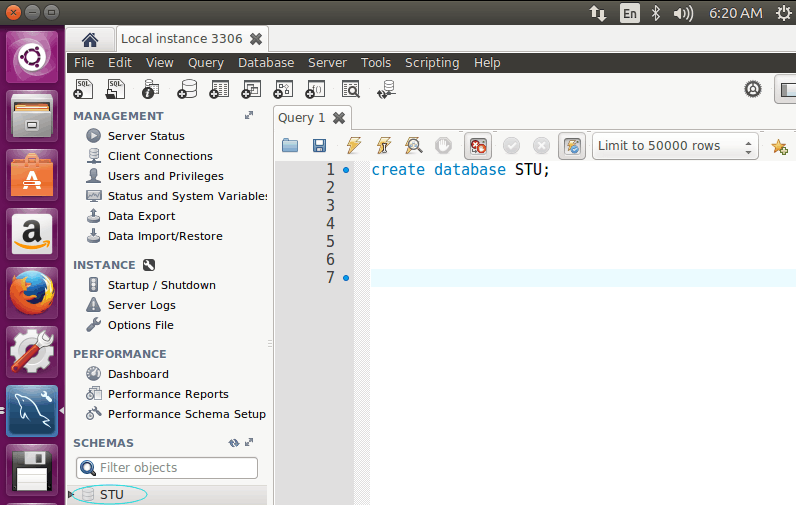 En 6:20 AM
Local instance 3306
File Edit View Query Database Server Tools Scripting Help
SQL SQL
MANAGEMENT
Server Status
Client Connections
Users and Privileges
Status and System Variables
Data Export
Data Import/Restore
INSTANCE
Startup / Shutdown
Server Logs
Options File
PERFORMANCE
Dashboard
Performance Reports
Performance Schema Setup
SCHEMAS
Filter objects
STU
Query 1
Limit to 50000 rows
1 create database STU;
2
3
4
5
6
7